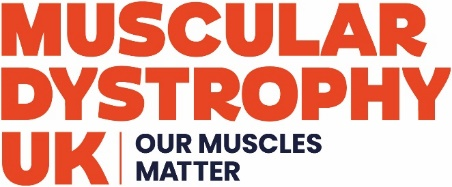 MUSCULAR
DYSTROPHY
UK
OUR MUSCLES
MATTER